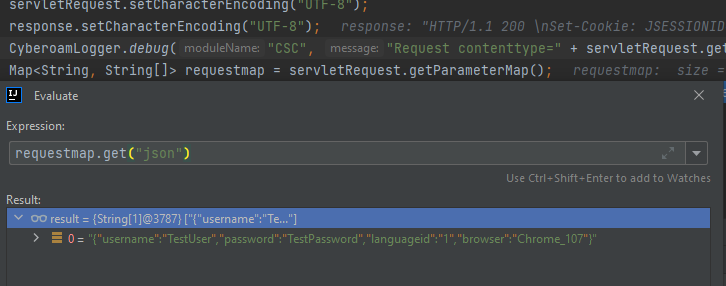 servletRequest.setCharacterEncoding("UTF-8");
response.setCharacterEncoding("UTF-8");   response: "HTTP/1.1 200 \nSet-Cookie: JSESSIONID
CyberoamLogger.debug( moduleName: "CSC",  message: "Request contenttype=" + servletRequest.get
Map<String, String[]> requestmap = servletRequest.getParameterMap();   requestmap:  size =
Evaluate
Expression:
requestmap.get("json")
Use Ctrl+Shift+Enter to add to Watches
Result:
result = {String[1]@3787} ["{"username":"Te..."]
0 = "{"username":"TestUser","password":"TestPassword","languageid":"1","browser":"Chrome_107"}"